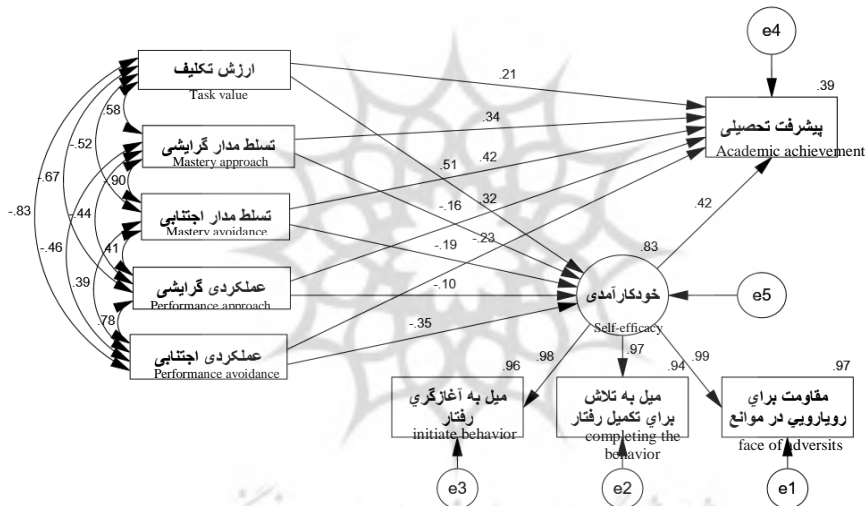 e4
.39
ارزش تکلیف
Task value
.21
پیشرفت تحصیلی
Academic achievement
.58
.34
تسلط مدار گرایشی
Mastery approach
-.52
.51
.42
-.67
-.90
-.16
.32
-.83
-.44
تسلط مدار اجتنابی
Mastery avoidance
.42
-.46
.41
-.19
-.23
.83
عملکردی گرایشی
Performance approach
-.10
خودکارآمدی
Self-efficacy
e5
.39
.78
-.35
عملکردی اجتنابی
Performance avoidance
.96
.98
.97
.94
.99
.97
میل به آغازگري
رفتار
initiate behavior
میل به تلاش
براي تکمیل رفتار
completing the
behavior
مقاومت براي
رویارویي در موانع
face of adversits
e3
e2
e1